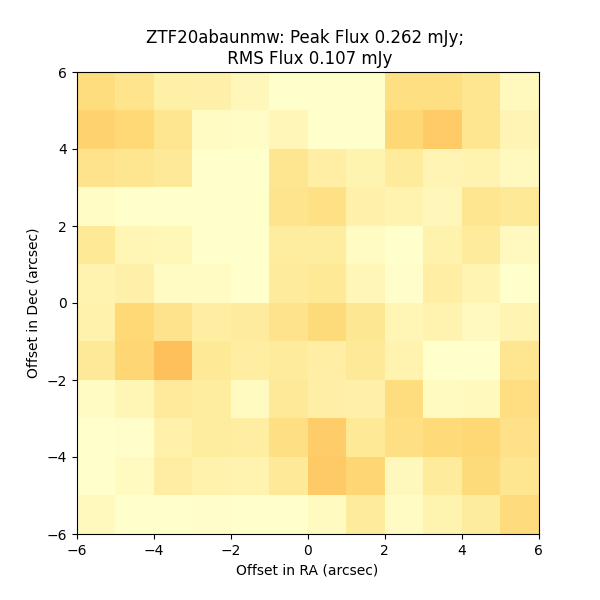 ZTF20abaunmw: Peak Flux 0.262 mJy;
RMS Flux 0.107 mJy
6
4
2
0
−2
−4
−6
Offset in Dec (arcsec)
−6 −4 −2 0 2 4 6
Offset in RA (arcsec)